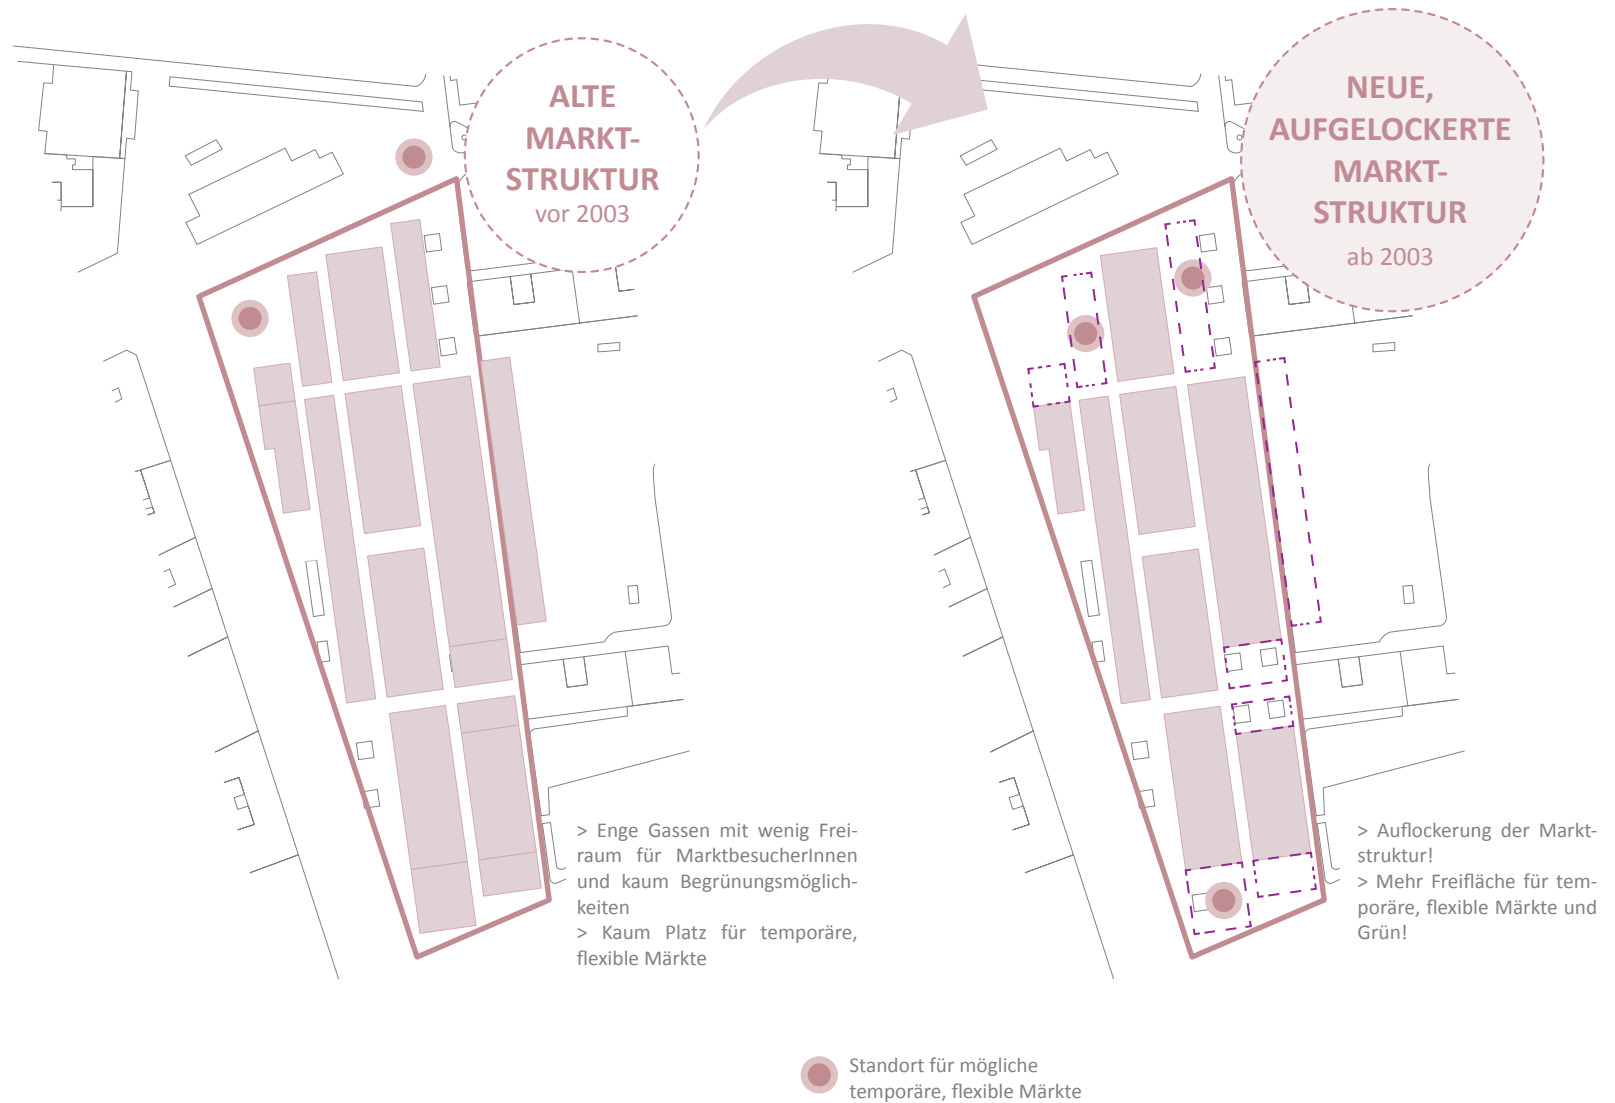 ALTE
MARKT-
STRUKTUR
vor 2003
NEUE,
AUFGELOCKERTE
MARKT-
STRUKTUR
ab 2003
> Enge Gassen mit wenig Frei-
raum für MarktbesucherInnen
und kaum Begrünungsmöglich-
keiten
> Kaum Platz für temporäre,
flexible Märkte
> Auflockerung der Markt-
struktur!
> Mehr Freifläche für tem-
poräre, flexible Märkte und
Grün!
Standort für mögliche
temporäre, flexible Märkte